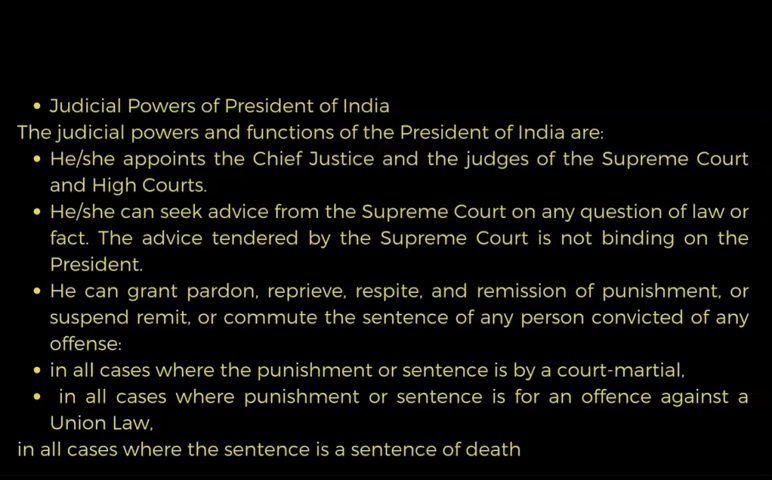 • Judicial Powers of President of India
The judicial powers and functions of the President of India are:
• He/she appoints the Chief Justice and the judges of the Supreme Court
and High Courts.
• He/she can seek advice from the Supreme Court on any question of law or
fact. The advice tendered by the Supreme Court is not binding on the
President.
• He can grant pardon, reprieve, respite, and remission of punishment, or
suspend remit, or commute the sentence of any person convicted of any
offense:
• in all cases where the punishment or sentence is by a court-martial,
• in all cases where punishment or sentence is for an offence against a
Union Law,
in all cases where the sentence is a sentence of death